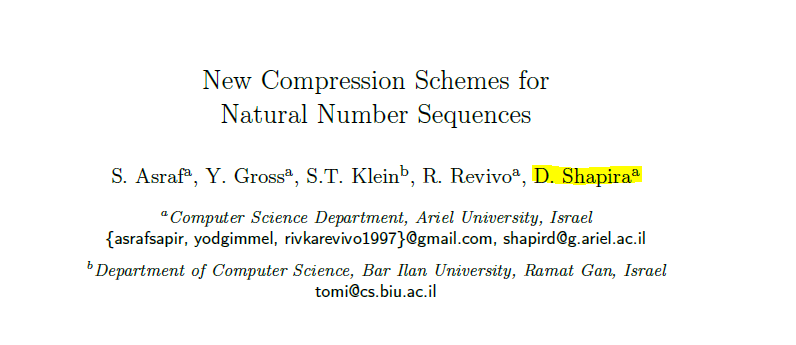 New Compression Schemes for
Natural Number Sequences
S. Asrafᵃ, Y. Grossᵃ, S.T. Kleinᵇ, R. Revivoᵃ, D. Shapiraᵃ
ᵃComputer Science Department, Ariel University, Israel
{asrafsapir, yodgimmel, rivkarevivo1997}@gmail.com, shapird@g.ariel.ac.il
ᵇDepartment of Computer Science, Bar Ilan University, Ramat Gan, Israel
tomi@cs.biu.ac.il